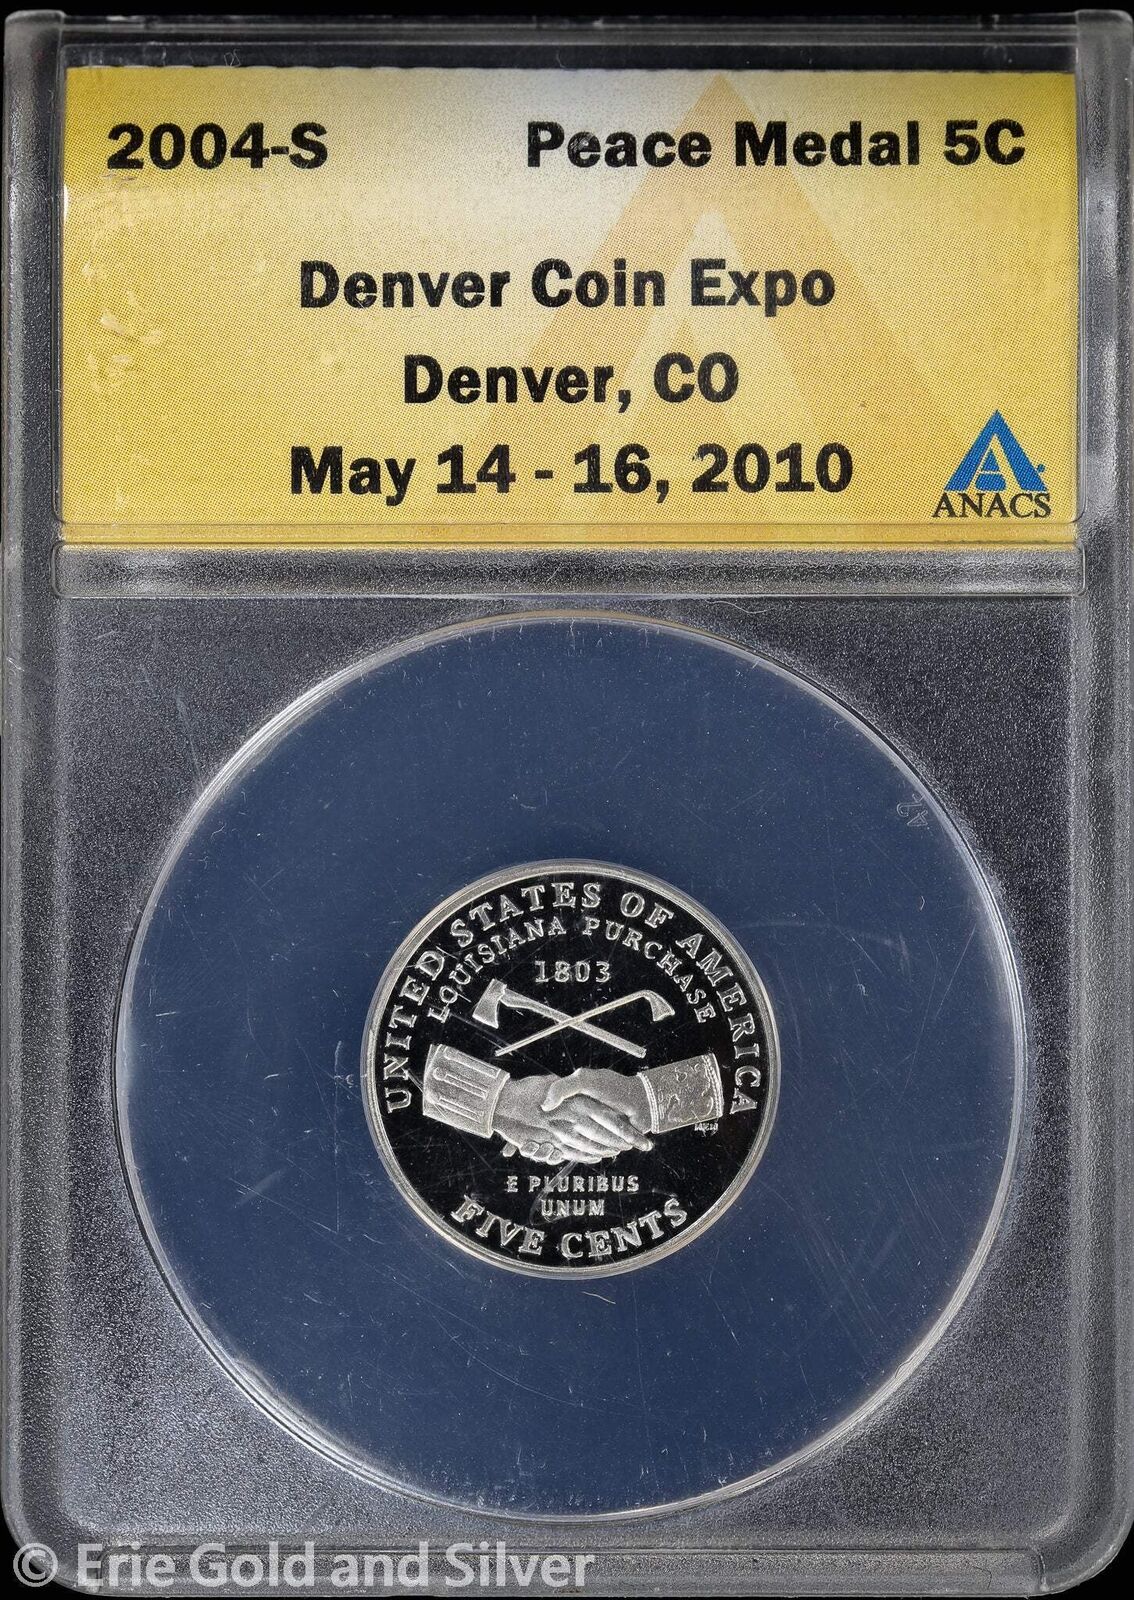 2004-S Peace Medal 5C
Denver Coin Expo
Denver, CO
May 14 - 16, 2010
ANACS
42
UNITED STATES OF AMERICA
LOUISIANA PURCHASE
1803
E PLURIBUS
UNUM
FIVE CENTS
© Erie Gold and Silver